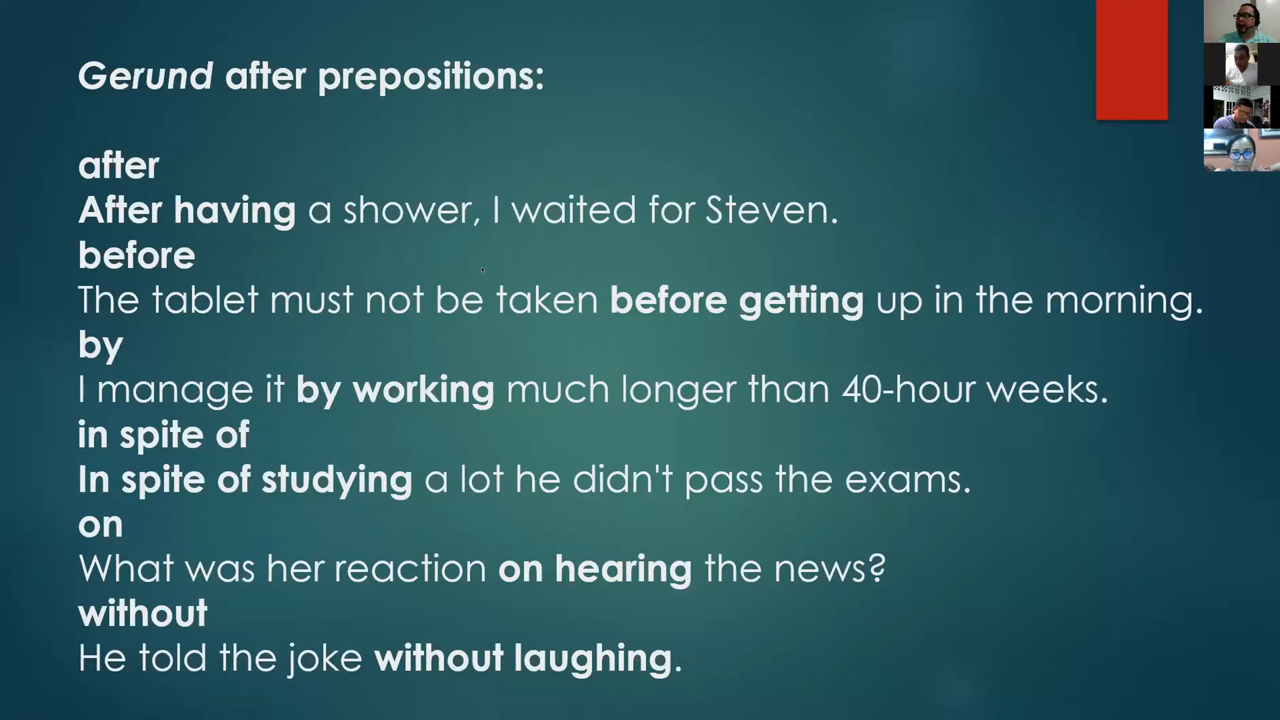 Gerund after prepositions:
after
After having a shower, I waited for Steven.
before
The tablet must not be taken before getting up in the morning.
by
I manage it by working much longer than 40-hour weeks.
in spite of
In spite of studying a lot he didn't pass the exams.
on
What was her reaction on hearing the news?
without
He told the joke without laughing.